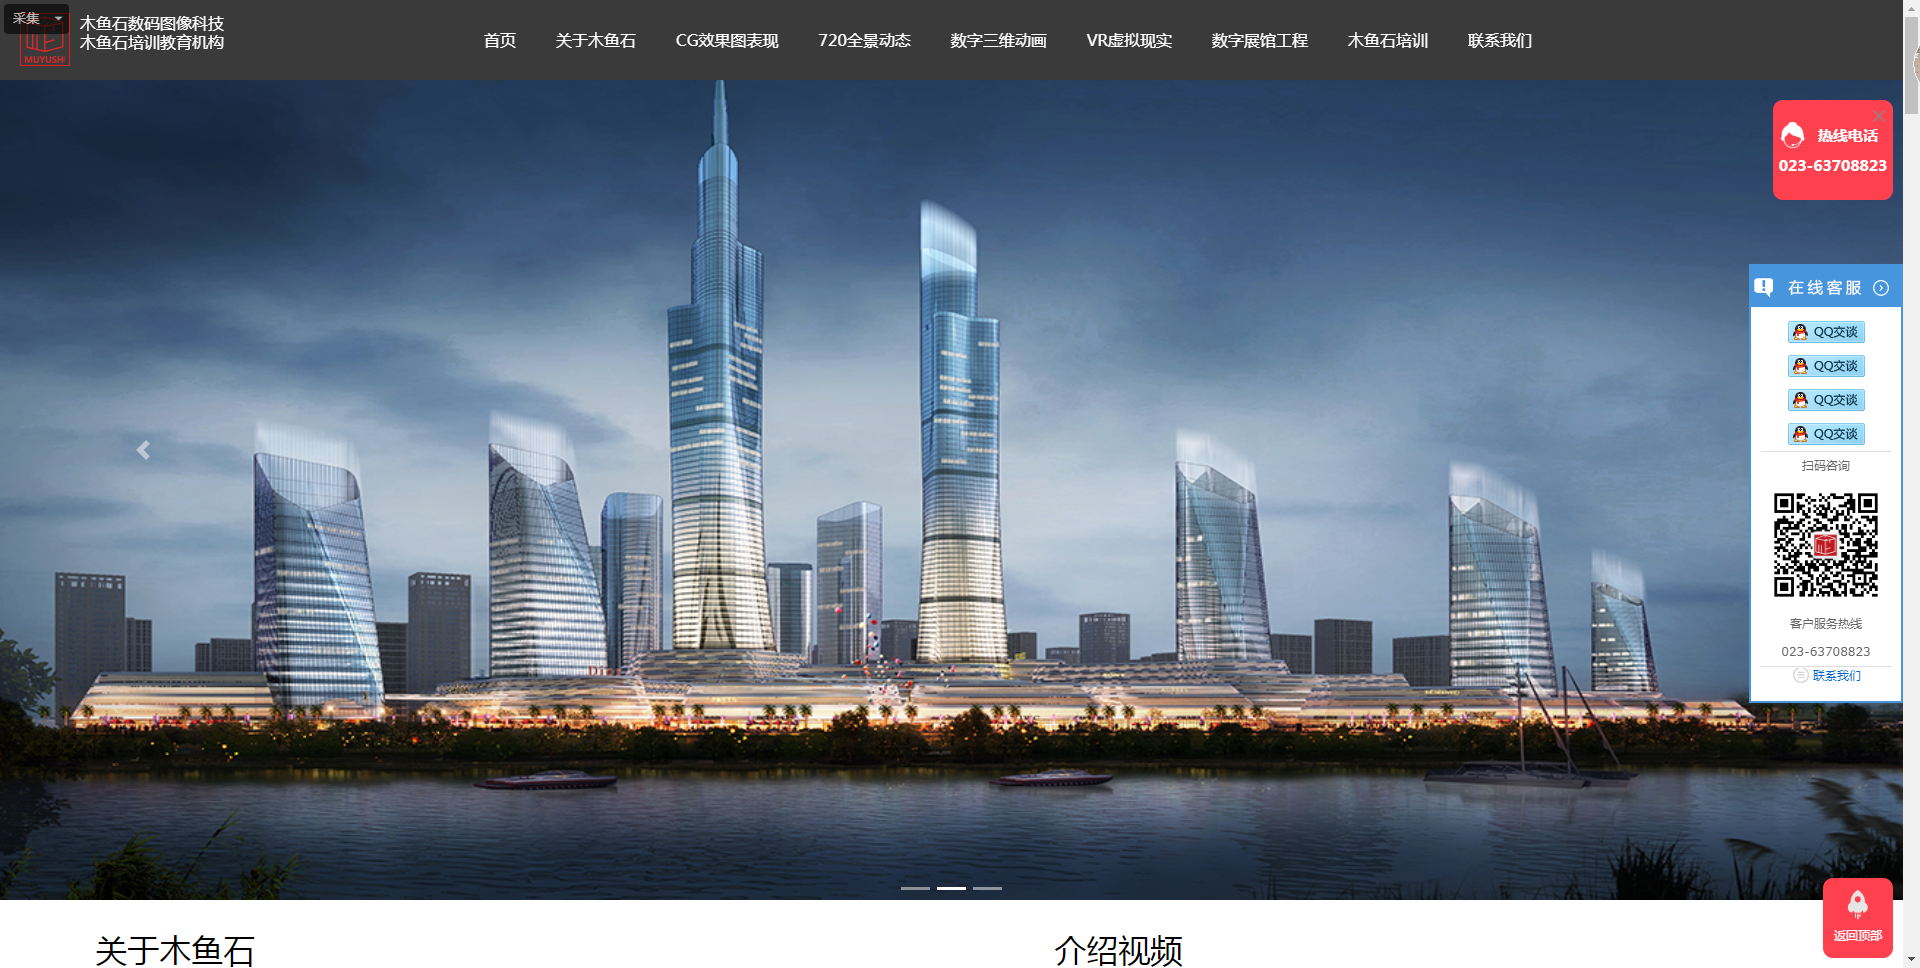 采集
MUYUSHI
木鱼石数码图像科技
木鱼石培训教育机构
首页 关于木鱼石 CG效果图表现 720全景动态 数字三维动画 VR虚拟现实 数字展馆工程 木鱼石培训 联系我们
热线电话
023-63708823
在线客服
QQ交谈
QQ交谈
QQ交谈
QQ交谈
扫码咨询
客户服务热线
023-63708823
联系我们
Dior
返回顶部
关于木鱼石 介绍视频